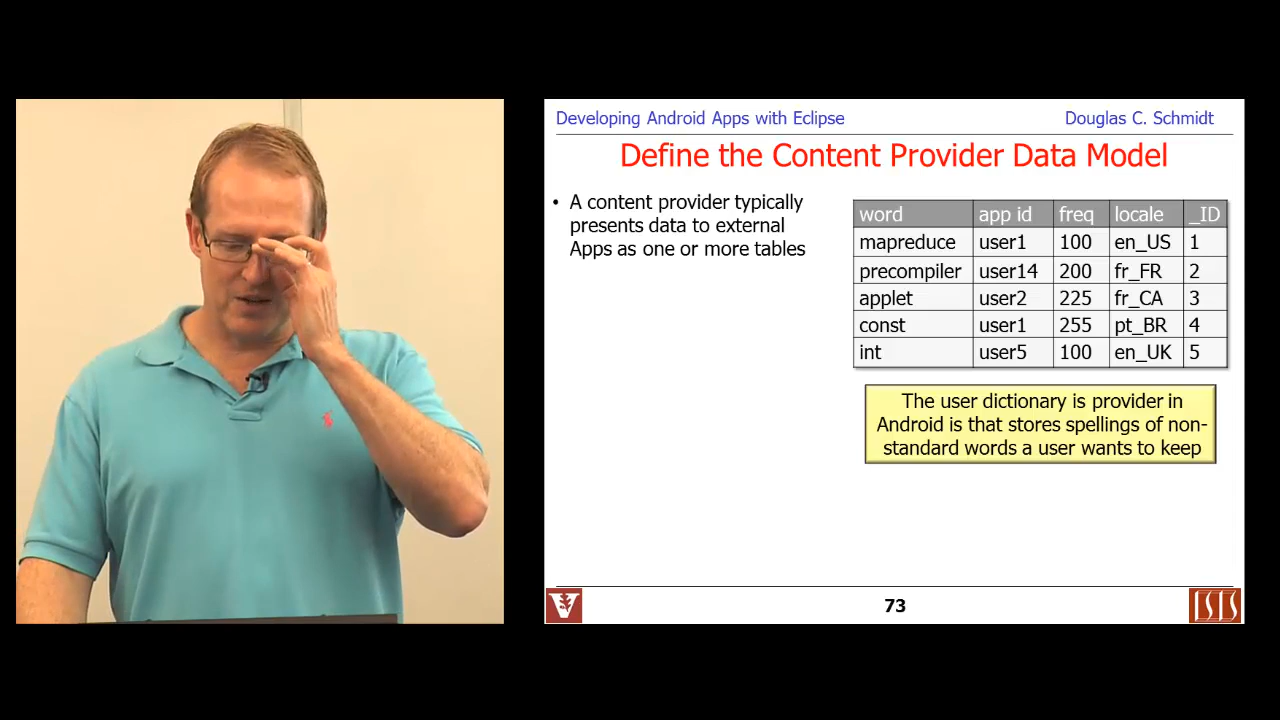 Developing Android Apps with Eclipse Douglas C. Schmidt
Define the Content Provider Data Model
• A content provider typically
presents data to external
Apps as one or more tables
word app id freq locale _ID
mapreduce user1 100 en_US 1
precompiler user14 200 fr_FR 2
applet user2 225 fr_CA 3
const user1 255 pt_BR 4
int user5 100 en_UK 5
The user dictionary is provider in
Android is that stores spellings of non-
standard words a user wants to keep
V 73 ISIS